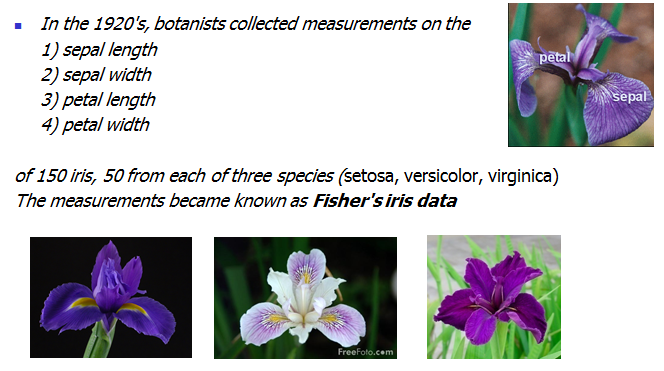 In the 1920's, botanists collected measurements on the
1) sepal length
2) sepal width
3) petal length
4) petal width
petal
sepal
of 150 iris, 50 from each of three species (setosa, versicolor, virginica)
The measurements became known as Fisher's iris data
FreeFoto.com